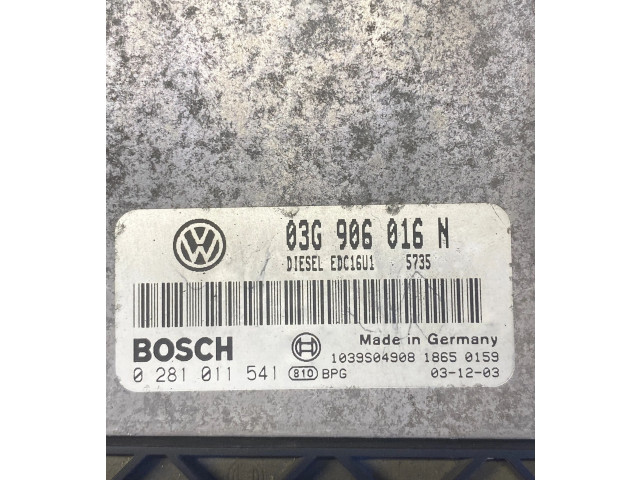 VW
03G 906 016 N
DIESEL EDC16U1 5735
BOSCH
Made in Germany
1039S04908 1865 0159
0 281 011 541 810 BPG 03-12-03